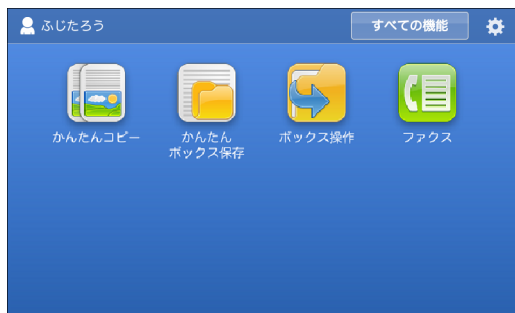 ふじたろう
すべての機能
かんたんコピー
かんたん
ボックス保存
ボックス操作
ファクス